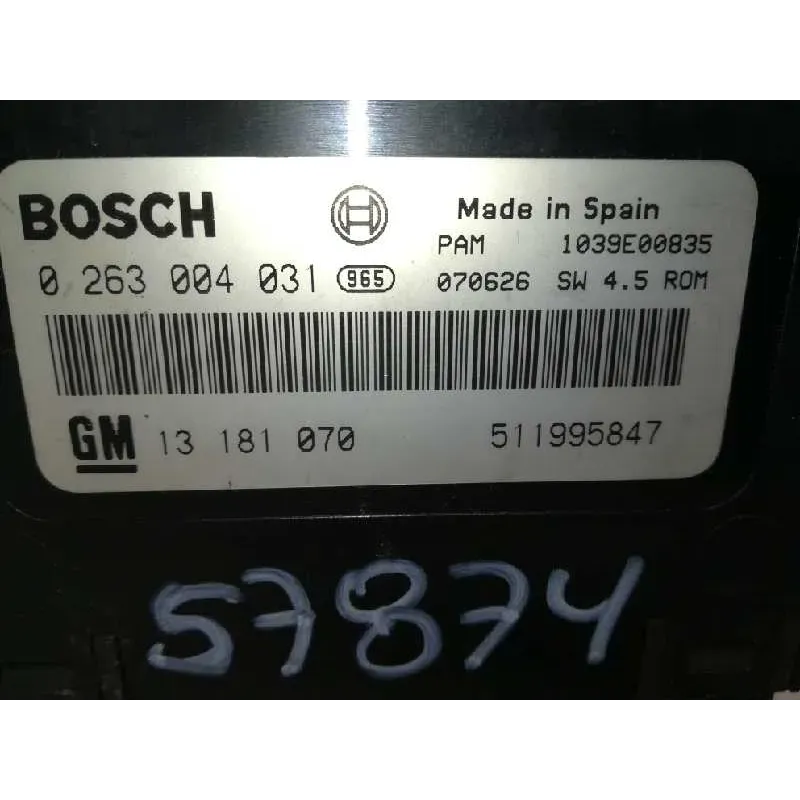 BOSCH Made in Spain
PAM 1039E00835
0 263 004 031 965 070626 SW 4.5 ROM
GM 13 181 070 511995847
57874